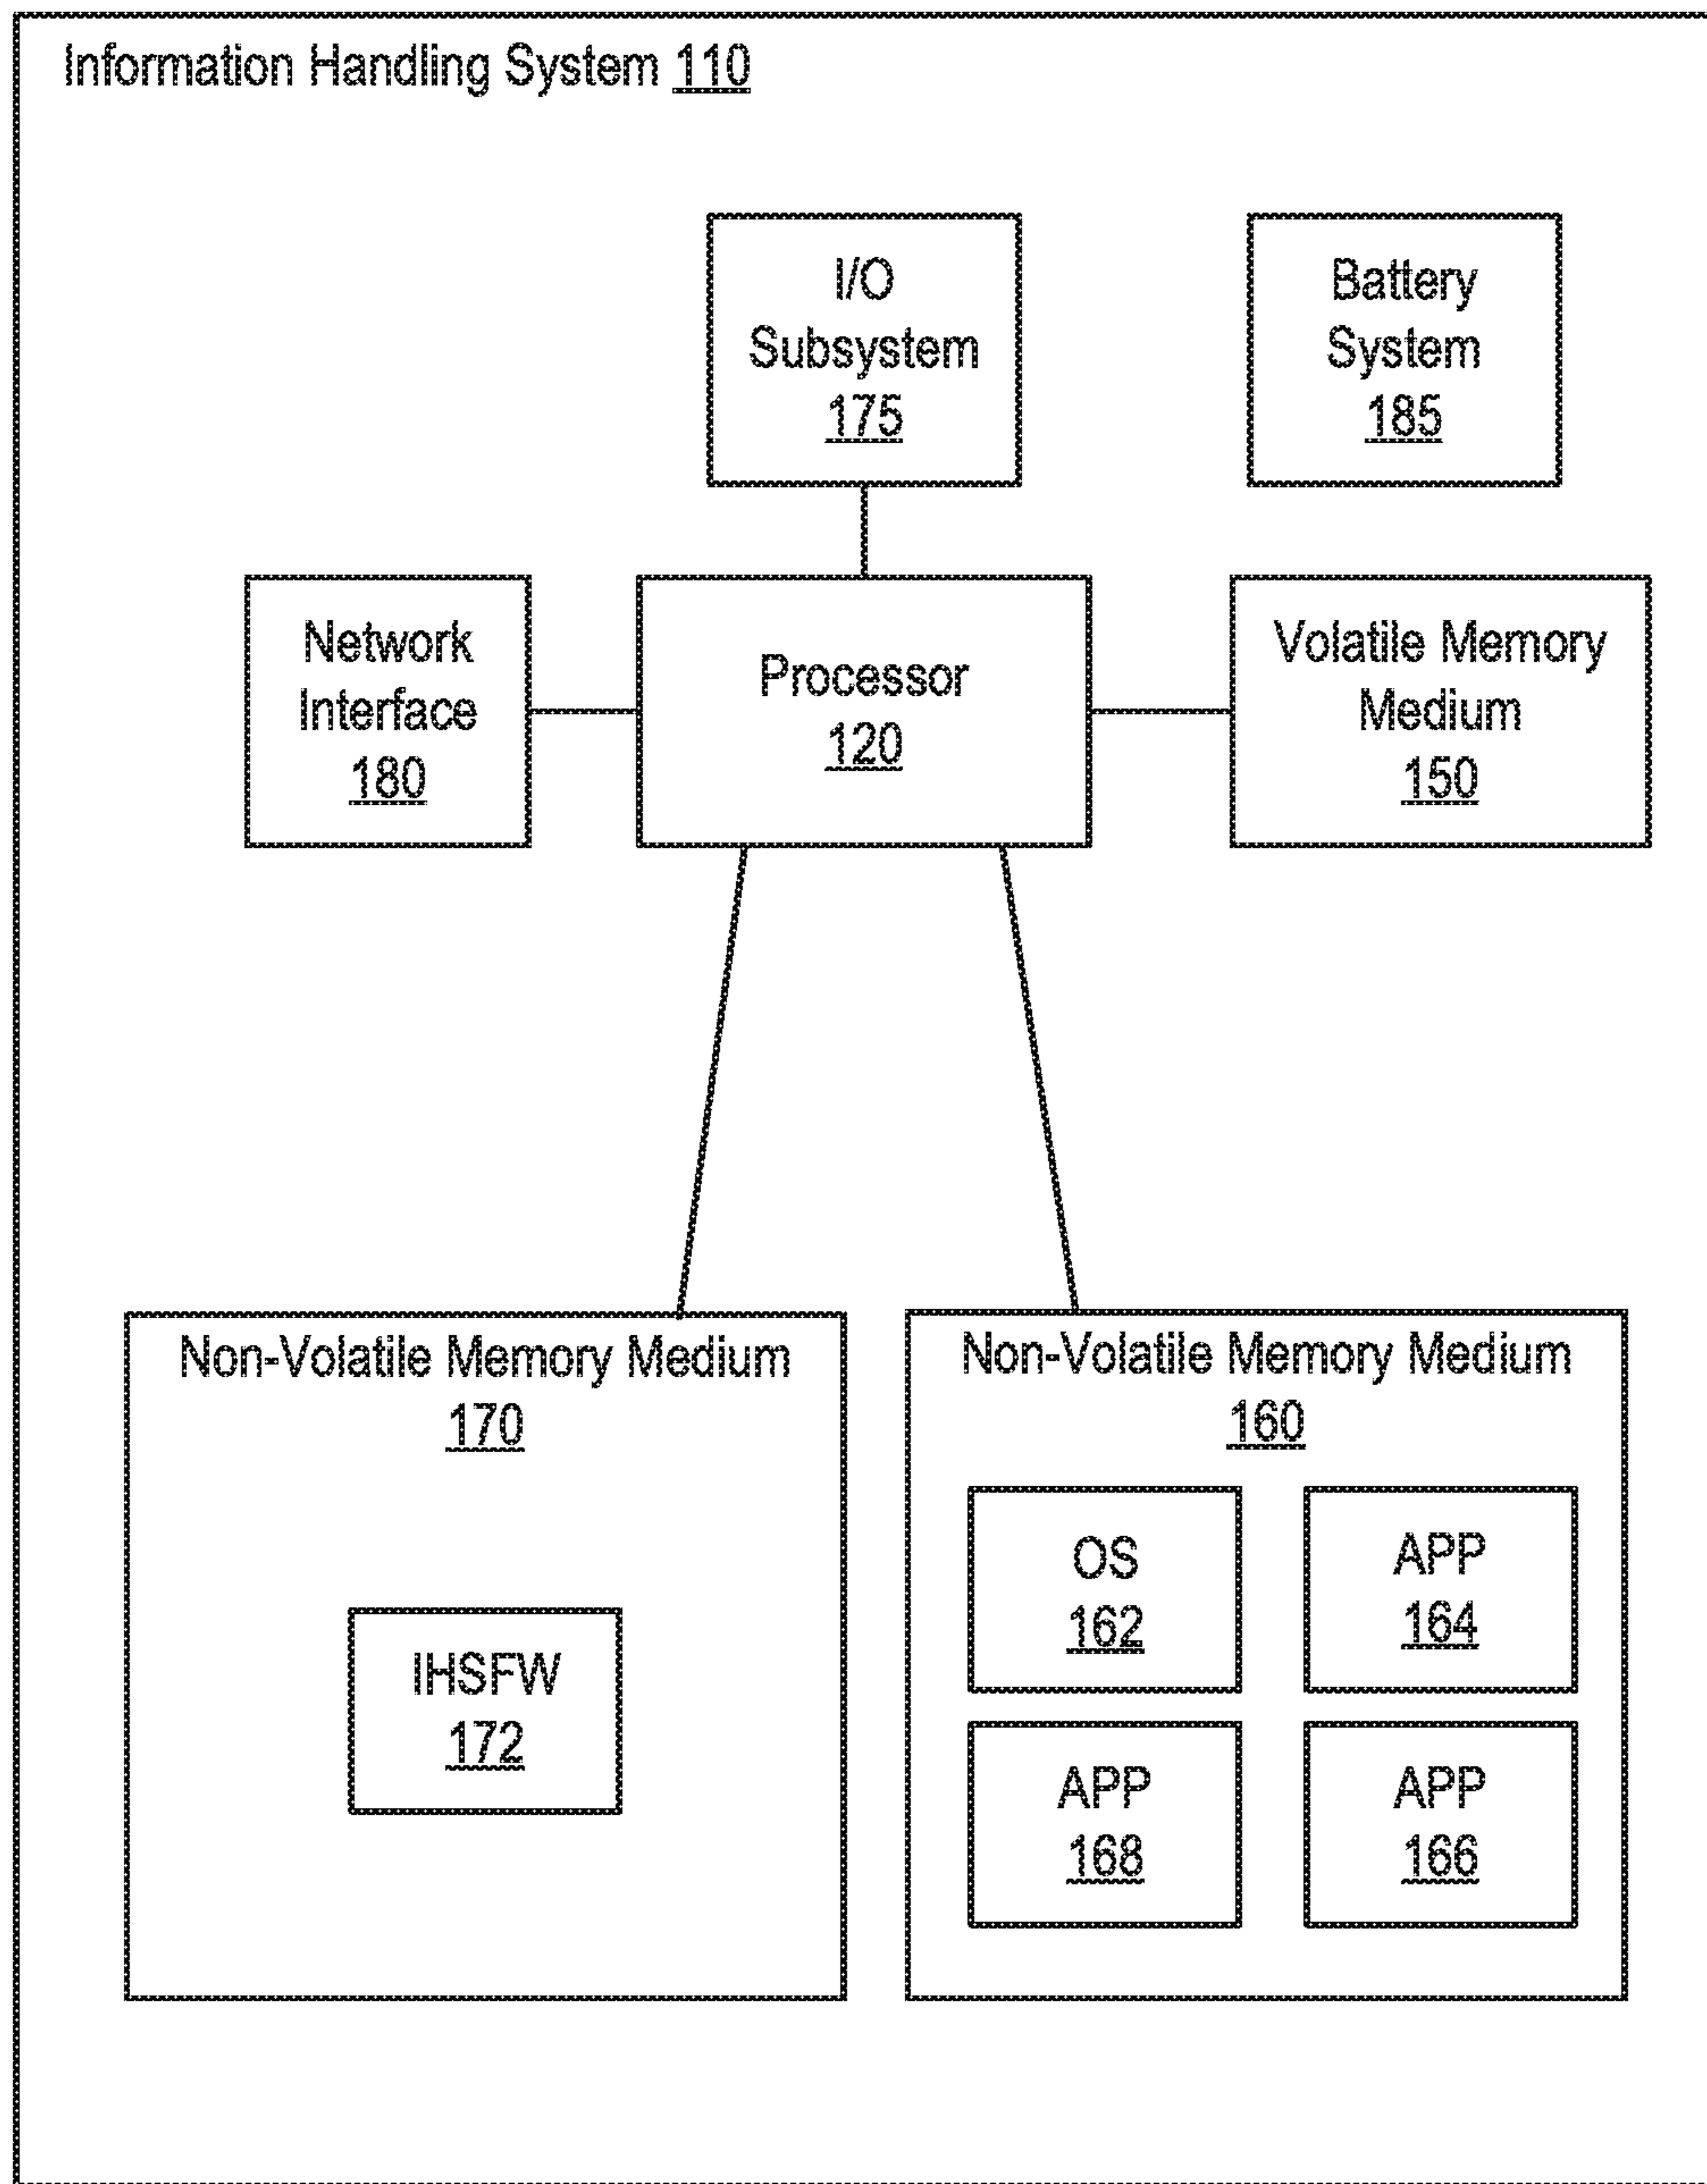 Information Handling System 110
I/O
Subsystem
175
Battery
System
185
Network
Interface
180
Processor
120
Volatile Memory
Medium
150
Non-Volatile Memory Medium
170
IHSFW
172
Non-Volatile Memory Medium
160
OS
162
APP
164
APP
168
APP
166